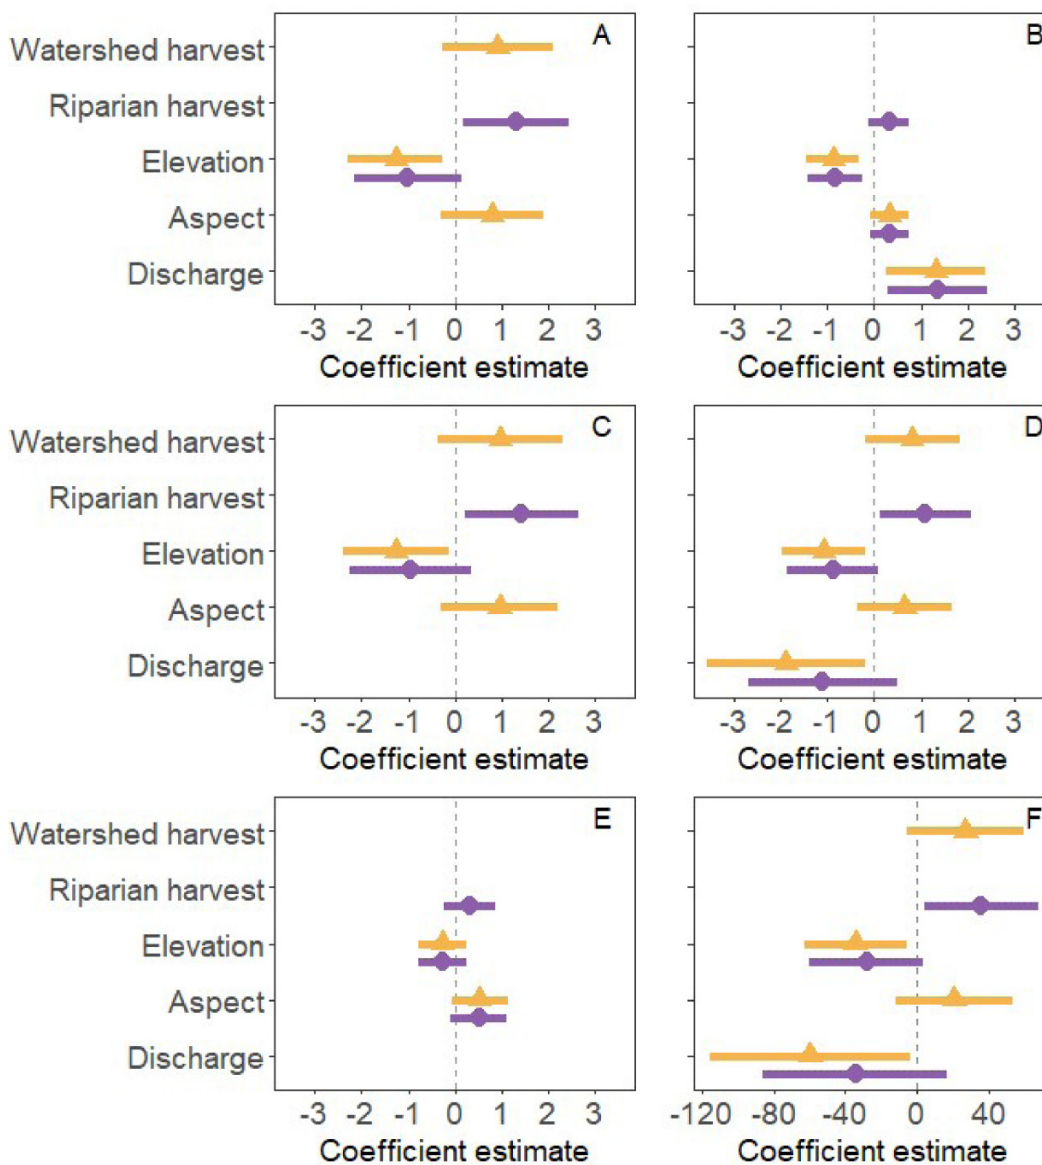 A
B
Watershed harvest
Riparian harvest
Elevation
Aspect
Discharge
-3 -2 -1 0 1 2 3
-3 -2 -1 0 1 2 3
Coefficient estimate
Coefficient estimate
C
D
Watershed harvest
Riparian harvest
Elevation
Aspect
Discharge
-3 -2 -1 0 1 2 3
-3 -2 -1 0 1 2 3
Coefficient estimate
Coefficient estimate
E
F
Watershed harvest
Riparian harvest
Elevation
Aspect
Discharge
-3 -2 -1 0 1 2 3
-120 -80 -40 0 40
Coefficient estimate
Coefficient estimate